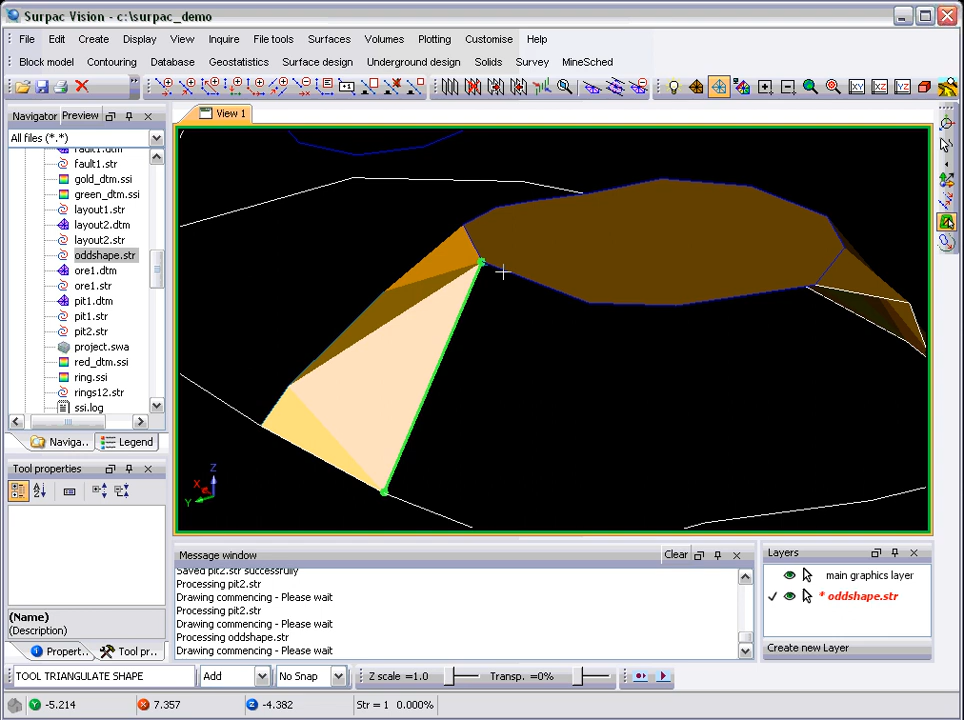 Surpac Vision - c:\surpac_demo
File Edit Create Display View Inquire File tools Surfaces Volumes Plotting Customise Help
Block model Contouring Database Geostatistics Surface design Underground design Solids Survey MineSched
Navigator Preview
View 1
All files (*.*)
fault1.dtm
fault1.str
gold_dtm.ssi
green_dtm.ssi
layout1.str
layout2.dtm
layout2.str
oddshape.str
ore1.dtm
ore1.str
pit1.dtm
pit1.str
pit2.str
project.swa
red_dtm.ssi
ring.ssi
rings12.str
ssi.log
Naviga.. Legend
Z
X
Y
Tool properties
(Name)
(Description)
Propert.. Tool pr..
Message window Clear
Saved pit2.str successfully
Processing pit2.str
Drawing commencing - Please wait
Processing pit2.str
Drawing commencing - Please wait
Processing oddshape.str
Drawing commencing - Please wait
Layers
main graphics layer
* oddshape.str
Create new Layer
TOOL TRIANGULATE SHAPE Add No Snap Z scale =1.0 Transp. =0%
Y -5.214 X 7.357 Z -4.382 Str = 1 0.000%